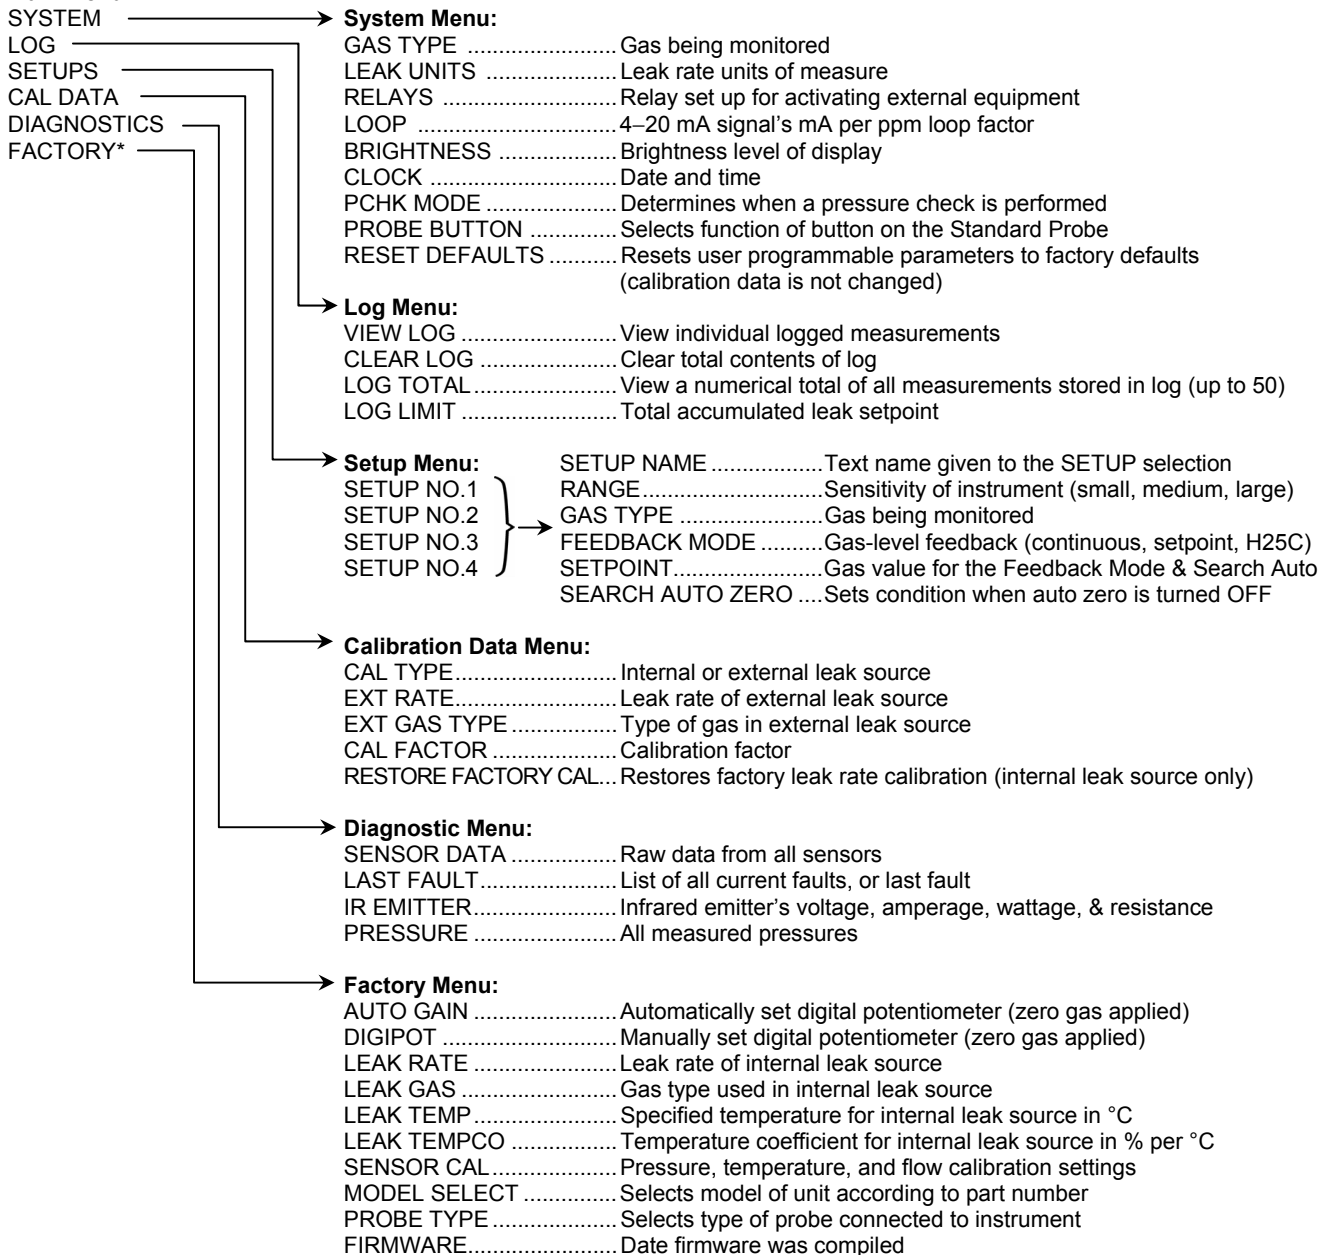 SYSTEM
LOG
SETUPS
CAL DATA
DIAGNOSTICS
FACTORY*
System Menu:
GAS TYPE ........................Gas being monitored
LEAK UNITS .....................Leak rate units of measure
RELAYS ...........................Relay set up for activating external equipment
LOOP ...............................4–20 mA signal's mA per ppm loop factor
BRIGHTNESS ..................Brightness level of display
CLOCK .............................Date and time
PCHK MODE .....................Determines when a pressure check is performed
PROBE BUTTON ..............Selects function of button on the Standard Probe
RESET DEFAULTS ...........Resets user programmable parameters to factory defaults
(calibration data is not changed)
Log Menu:
VIEW LOG ........................View individual logged measurements
CLEAR LOG .....................Clear total contents of log
LOG TOTAL......................View a numerical total of all measurements stored in log (up to 50)
LOG LIMIT ........................Total accumulated leak setpoint
Setup Menu:
SETUP NO.1
SETUP NO.2
SETUP NO.3
SETUP NO.4
SETUP NAME ..................Text name given to the SETUP selection
RANGE............................Sensitivity of instrument (small, medium, large)
GAS TYPE ......................Gas being monitored
FEEDBACK MODE ..........Gas-level feedback (continuous, setpoint, H25C)
SETPOINT.......................Gas value for the Feedback Mode & Search Auto
SEARCH AUTO ZERO ....Sets condition when auto zero is turned OFF
Calibration Data Menu:
CAL TYPE.........................Internal or external leak source
EXT RATE.........................Leak rate of external leak source
EXT GAS TYPE ................Type of gas in external leak source
CAL FACTOR ...................Calibration factor
RESTORE FACTORY CAL...Restores factory leak rate calibration (internal leak source only)
Diagnostic Menu:
SENSOR DATA ................Raw data from all sensors
LAST FAULT.....................List of all current faults, or last fault
IR EMITTER......................Infrared emitter's voltage, amperage, wattage, & resistance
PRESSURE ......................All measured pressures
Factory Menu:
AUTO GAIN ......................Automatically set digital potentiometer (zero gas applied)
DIGIPOT ...........................Manually set digital potentiometer (zero gas applied)
LEAK RATE ......................Leak rate of internal leak source
LEAK GAS ........................Gas type used in internal leak source
LEAK TEMP......................Specified temperature for internal leak source in °C
LEAK TEMPCO ................Temperature coefficient for internal leak source in % per °C
SENSOR CAL...................Pressure, temperature, and flow calibration settings
MODEL SELECT ..............Selects model of unit according to part number
PROBE TYPE...................Selects type of probe connected to instrument
FIRMWARE.......................Date firmware was compiled